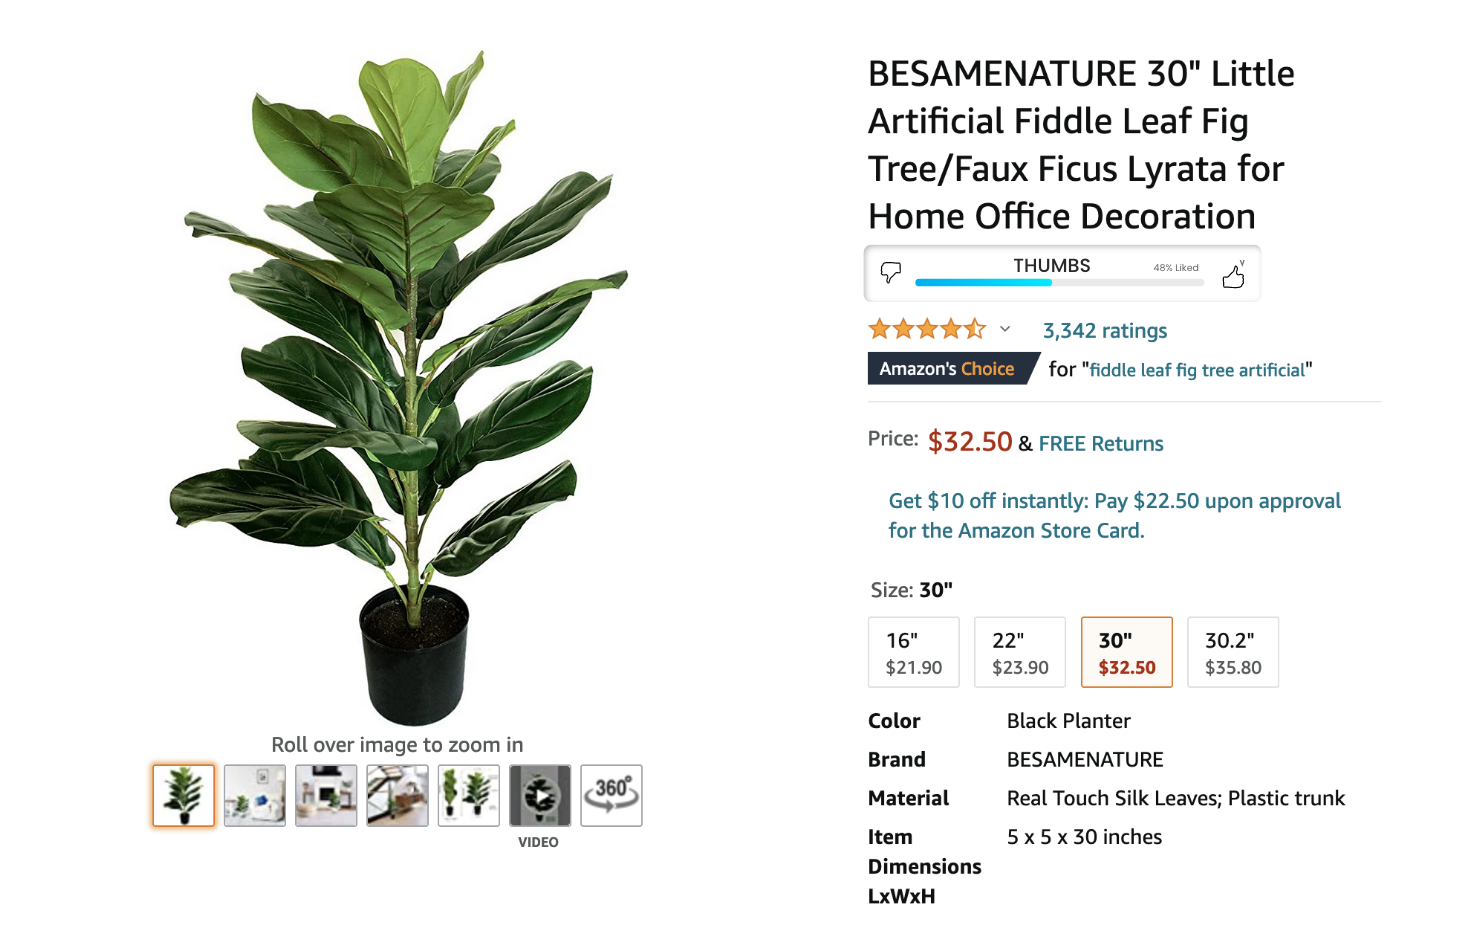 BESAMENATURE 30" Little
Artificial Fiddle Leaf Fig
Tree/Faux Ficus Lyrata for
Home Office Decoration
THUMBS
48% Liked
3,342 ratings
Amazon's Choice for "fiddle leaf fig tree artificial"
Price: $32.50 & FREE Returns
Get $10 off instantly: Pay $22.50 upon approval
for the Amazon Store Card.
Size: 30"
16" 22" 30" 30.2"
$21.90 $23.90 $32.50 $35.80
Color Black Planter
Brand BESAMENATURE
Material Real Touch Silk Leaves; Plastic trunk
Item 5 x 5 x 30 inches
Dimensions
LxWxH
Roll over image to zoom in
360°
VIDEO